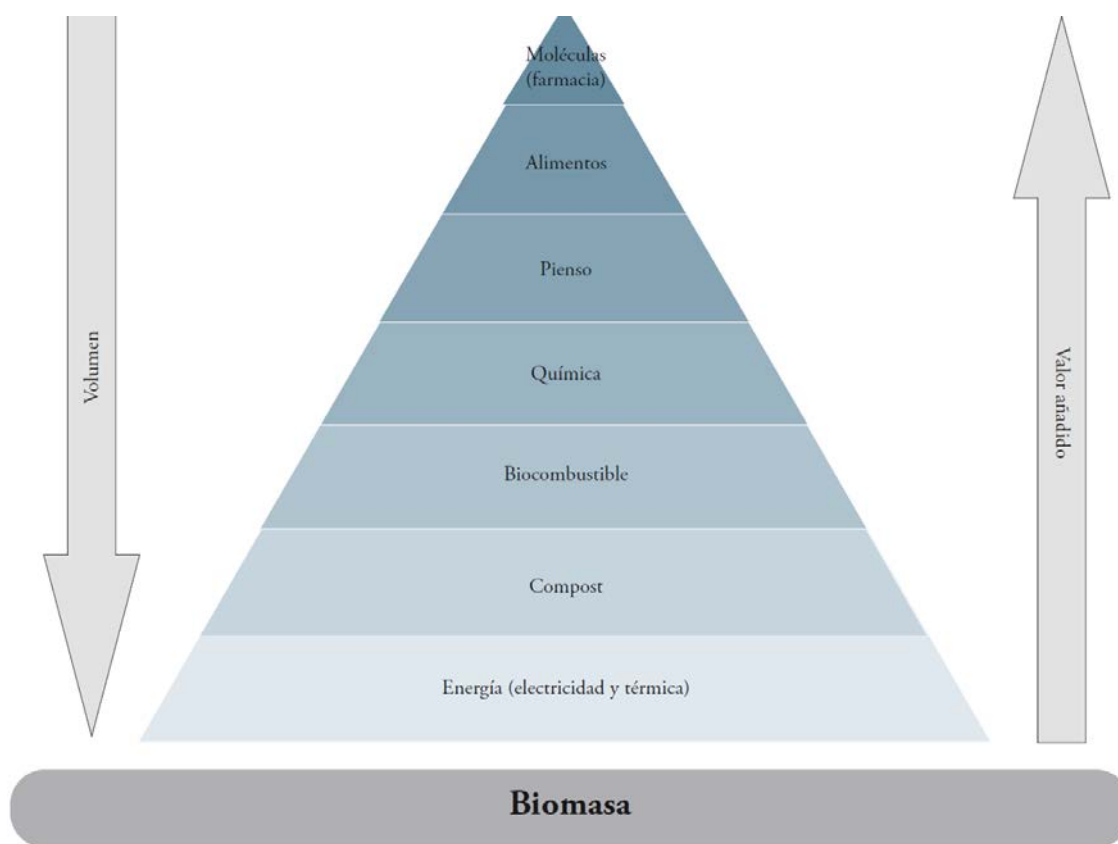 Moléculas
(farmacia)
Alimentos
Pienso
Química
Biocombustible
Compost
Energía (electricidad y térmica)
Volumen
Valor añadido
Biomasa